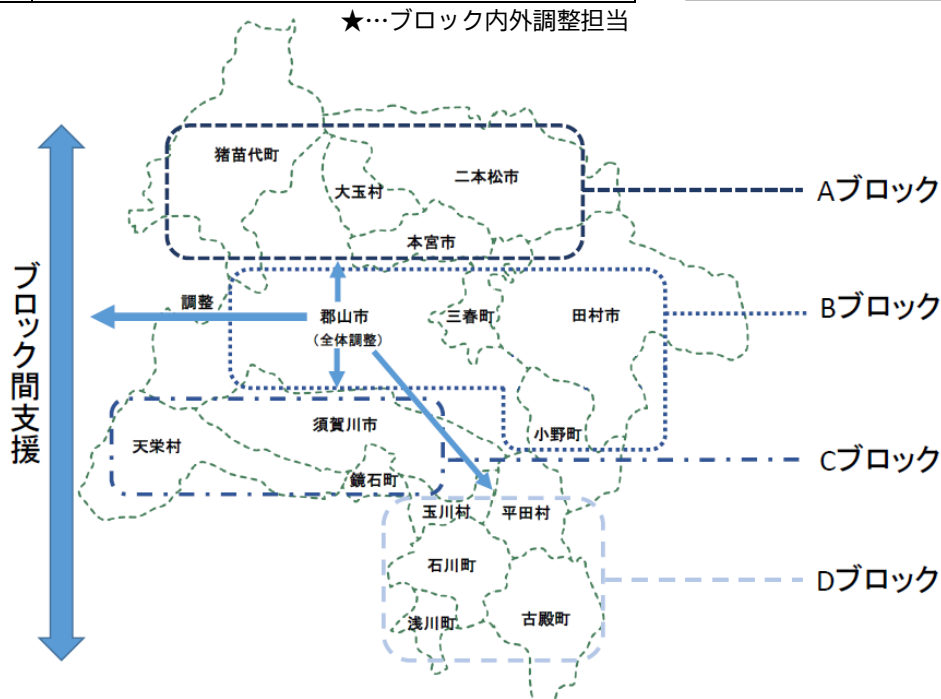 ★…ブロック内外調整担当
猪苗代町
二本松市
大玉村
Aブロック
本宮市
ブロック間支援
調整
郡山市
(全体調整)
三春町
田村市
Bブロック
須賀川市
小野町
天栄村
Cブロック
鏡石町
玉川村
平田村
石川町
Dブロック
浅川町
古殿町